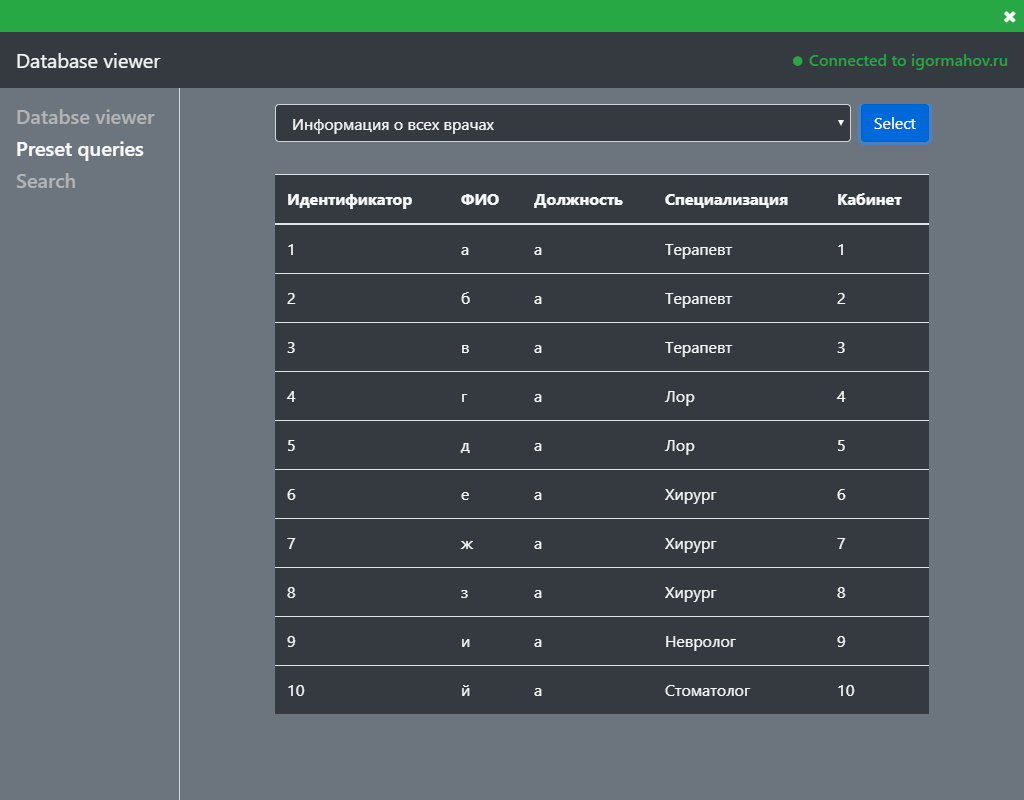 ✖
Database viewer
● Connected to igormahov.ru
Databse viewer
Preset queries
Search
Информация о всех врачах
Select
Идентификатор ФИО Должность Специализация Кабинет
1 а а Терапевт 1
2 б а Терапевт 2
3 в а Терапевт 3
4 г а Лор 4
5 д а Лор 5
6 е а Хирург 6
7 ж а Хирург 7
8 з а Хирург 8
9 и а Невролог 9
10 й а Стоматолог 10